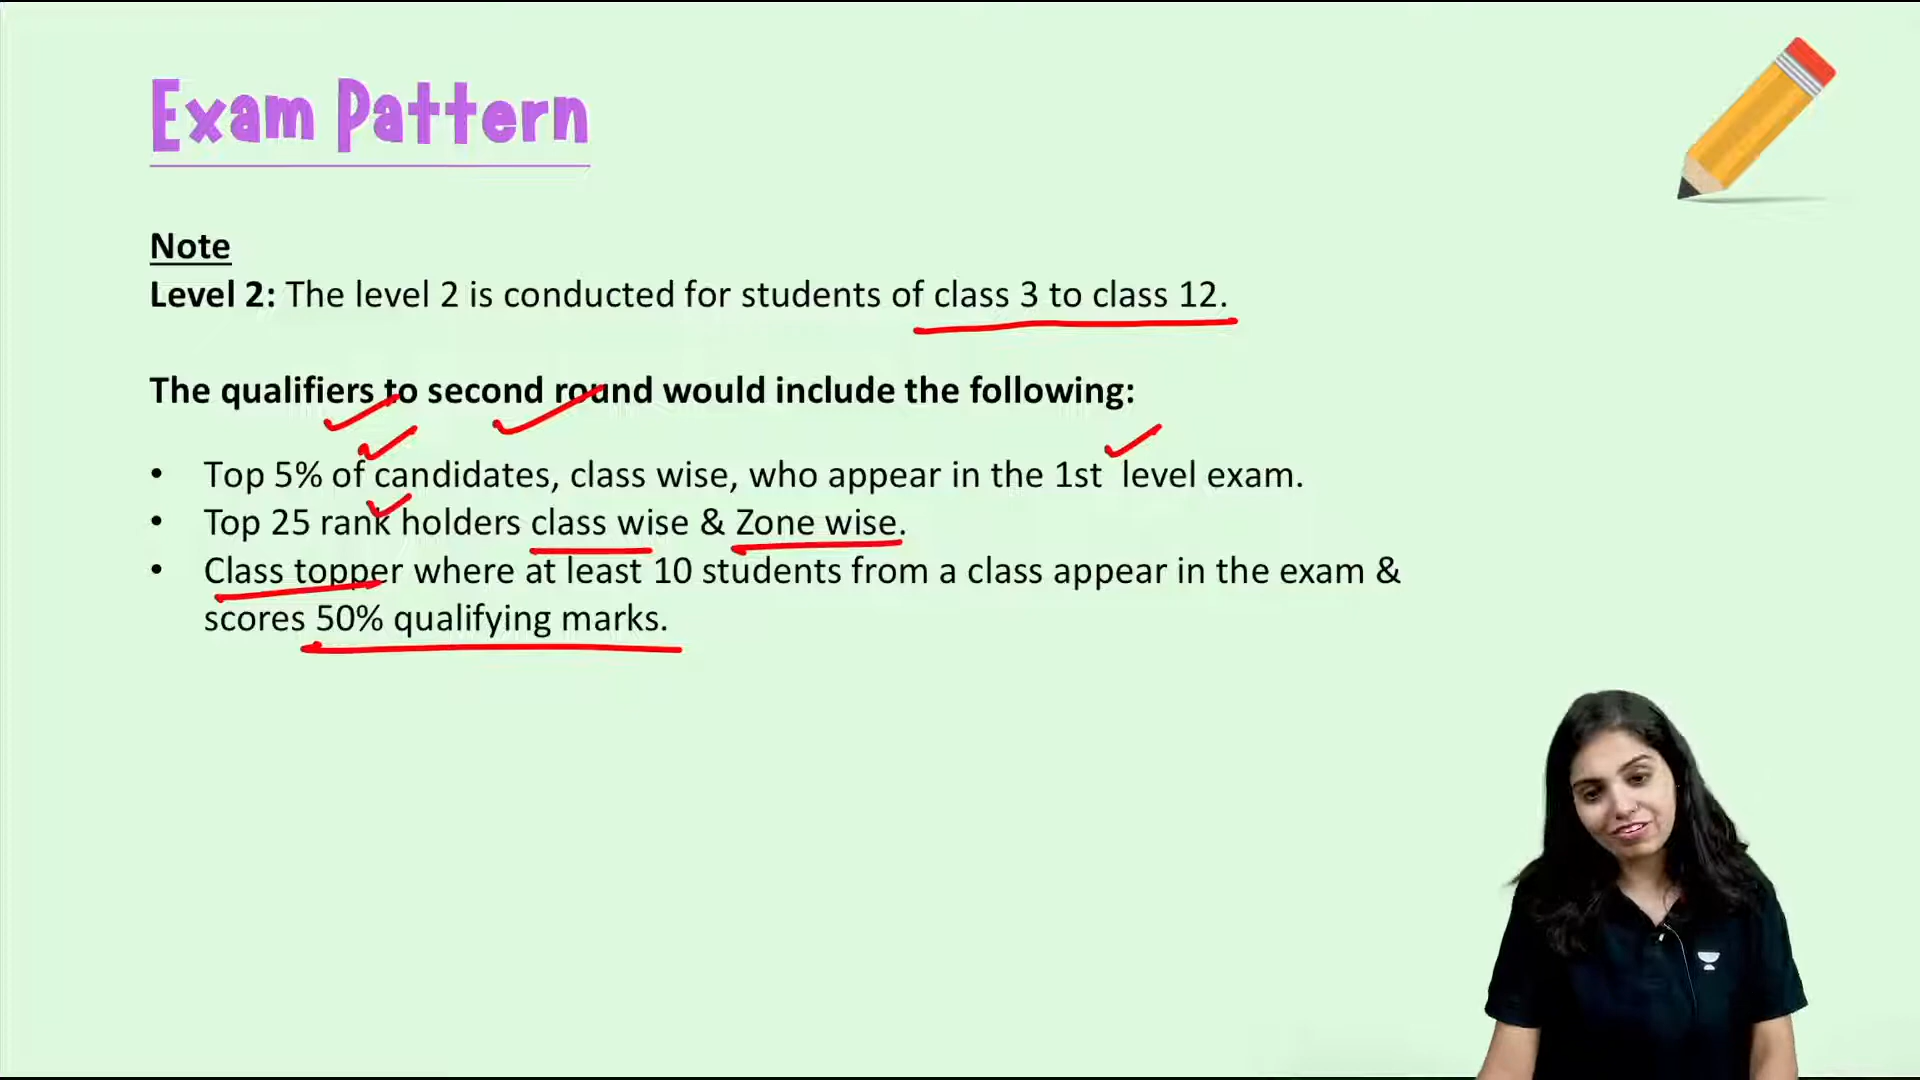 Exam Pattern
Note
Level 2: The level 2 is conducted for students of class 3 to class 12.
The qualifiers to second round would include the following:
• Top 5% of candidates, class wise, who appear in the 1st level exam.
• Top 25 rank holders class wise & Zone wise.
• Class topper where at least 10 students from a class appear in the exam &
scores 50% qualifying marks.